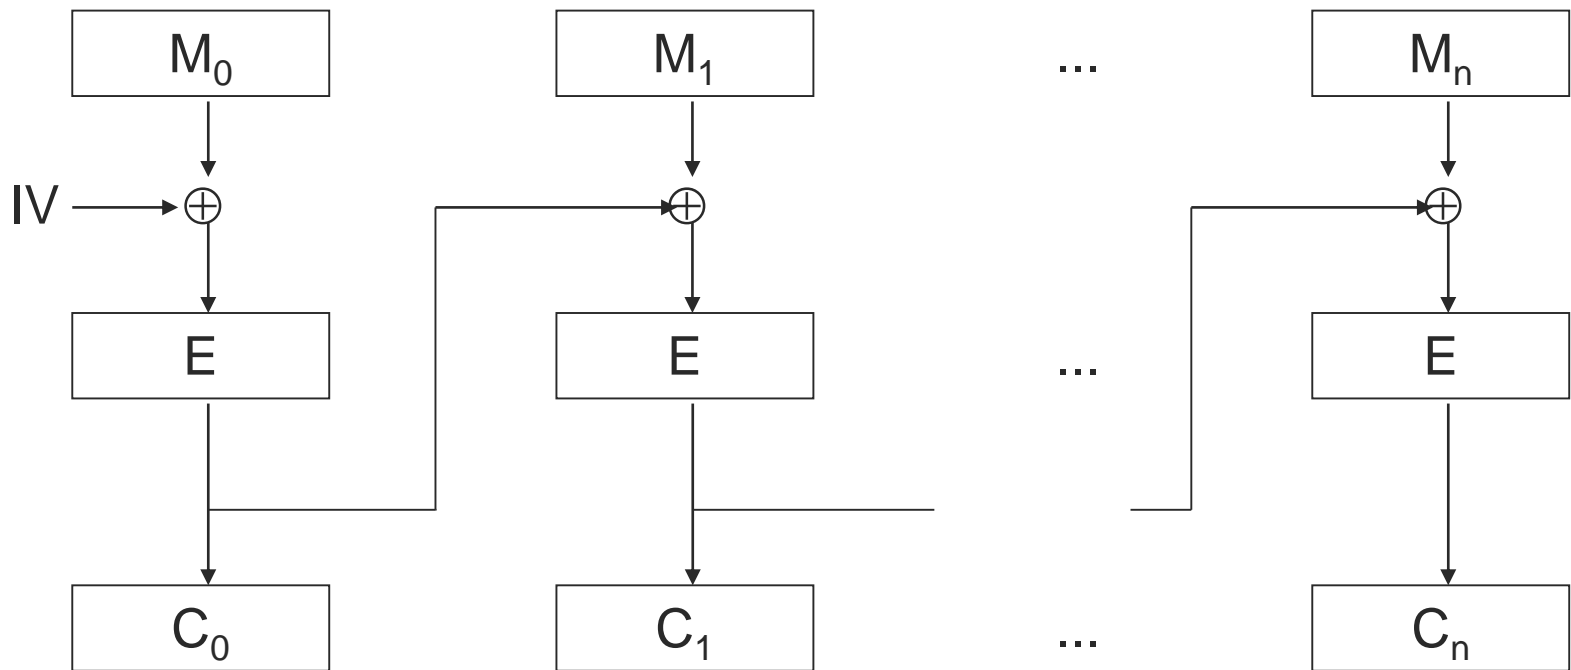 M₀ M₁ ... Mₙ
IV
E E ... E
C₀ C₁ ... Cₙ